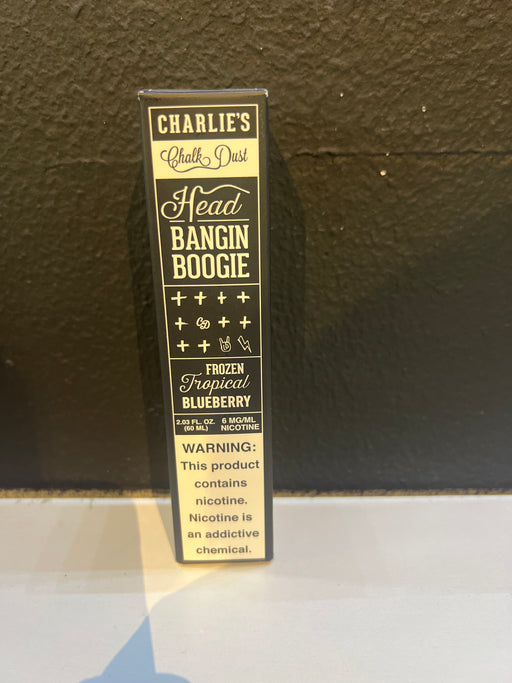 CHARLIE'S
Chalk Dust
Head
BANGIN
BOOGIE
CD
FROZEN
Tropical
BLUEBERRY
2.03 FL. OZ. 6 MG/ML
(60 ML) NICOTINE
WARNING:
This product
contains
nicotine.
Nicotine is
an addictive
chemical.